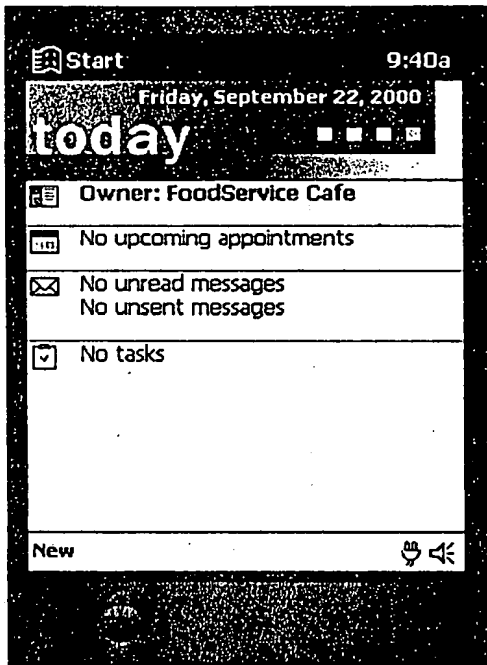 Start 9:40a
Friday, September 22, 2000
today
Owner: FoodService Cafe
No upcoming appointments
No unread messages
No unsent messages
No tasks
New